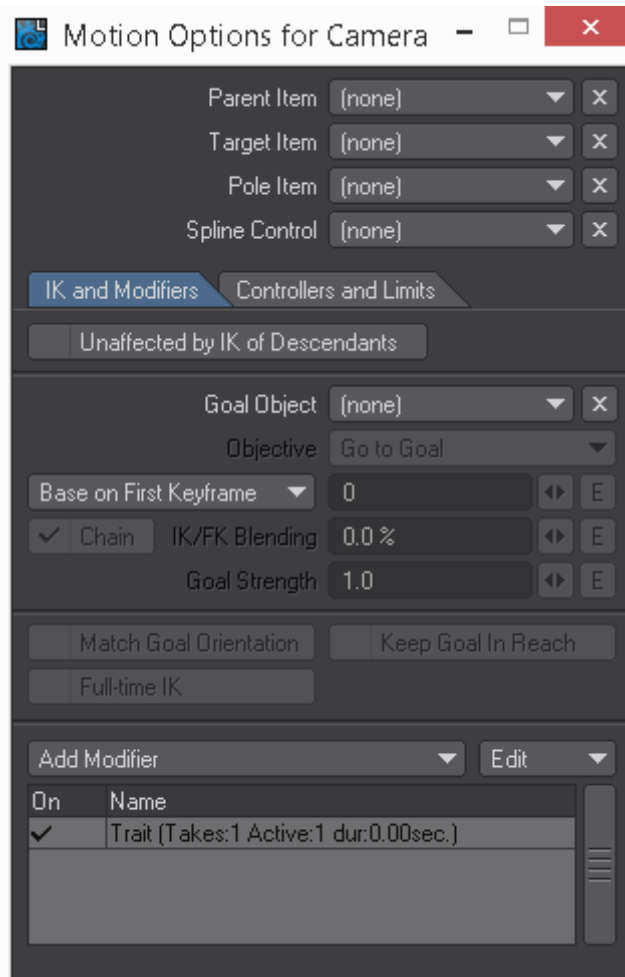 Motion Options for Camera
Parent Item (none) X
Target Item (none) X
Pole Item (none) X
Spline Control (none) X
IK and Modifiers Controllers and Limits
Unaffected by IK of Descendants
Goal Object (none) X
Objective Go to Goal
Base on First Keyframe 0 E
Chain IK/FK Blending 0.0 % E
Goal Strength 1.0 E
Match Goal Orientation Keep Goal In Reach
Full-time IK
Add Modifier Edit
On Name
Trait (Takes:1 Active:1 dur:0.00sec.)